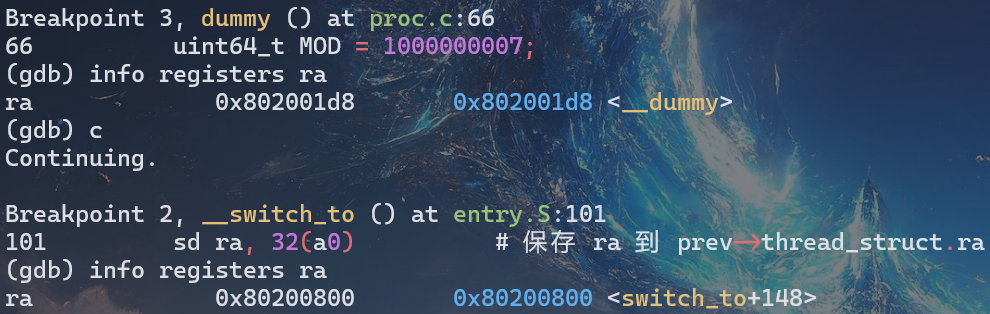 Breakpoint 3, dummy () at proc.c:66
66          uint64_t MOD = 1000000007;
(gdb) info registers ra
ra             0x802001d8       0x802001d8 <__dummy>
(gdb) c
Continuing.

Breakpoint 2, __switch_to () at entry.S:101
101         sd ra, 32(a0)          # 保存 ra 到 prev->thread_struct.ra
(gdb) info registers ra
ra             0x80200800       0x80200800 <switch_to+148>